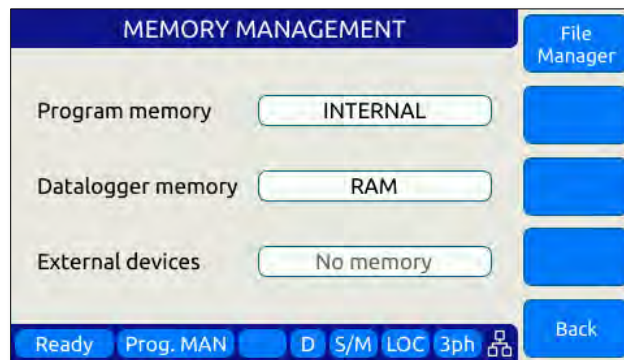 MEMORY MANAGEMENT
File
Manager
Program memory INTERNAL
Datalogger memory RAM
External devices No memory
Back
Ready Prog. MAN D S/M LOC 3ph